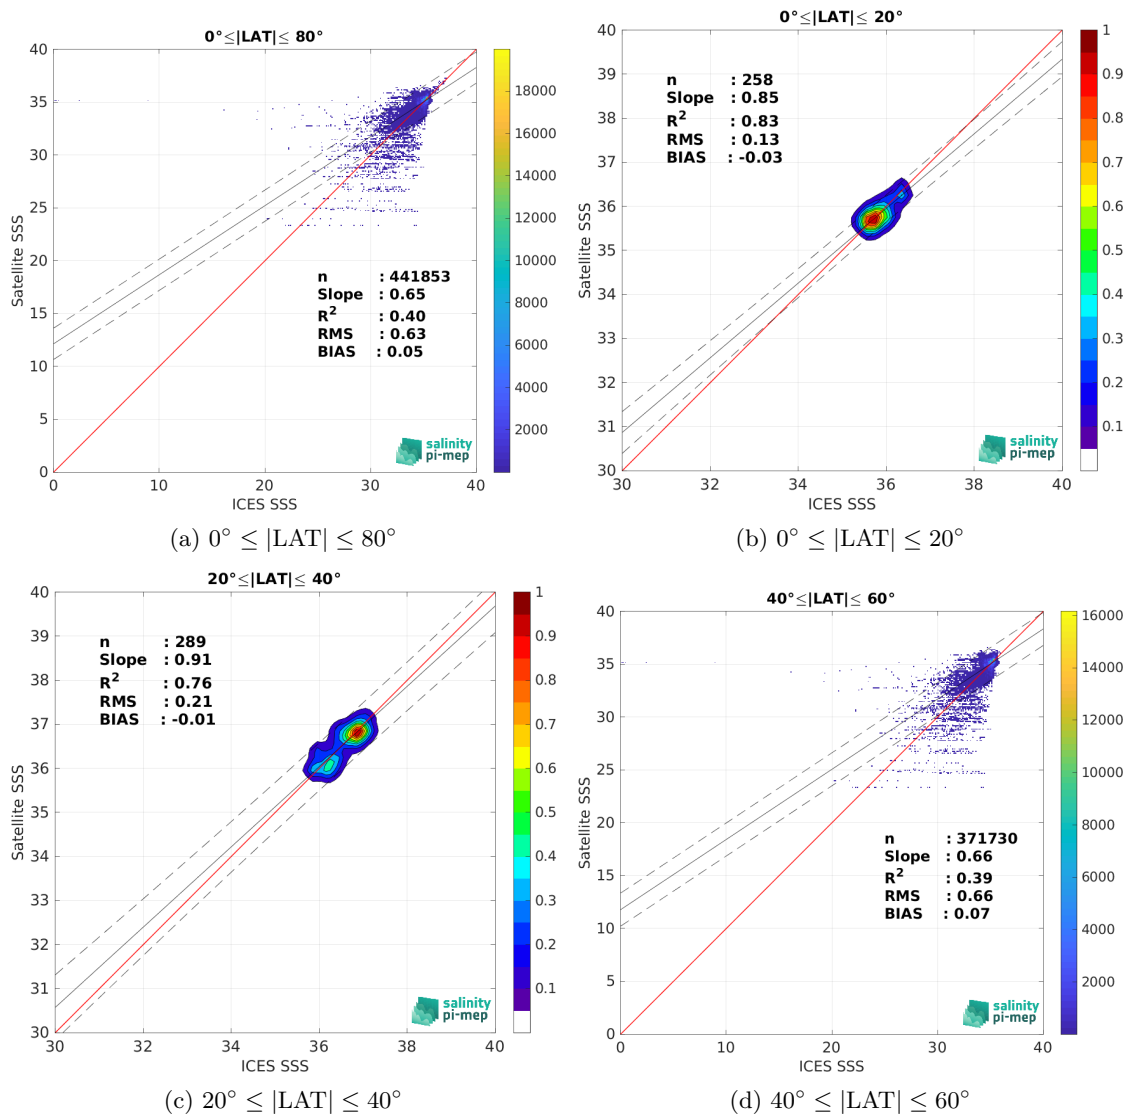 0°≤|LAT|≤ 80°
40
35
30
25
20
15
10
5
0
0
10
20
30
40
Satellite SSS
ICES SSS
n : 441853
Slope : 0.65
R² : 0.40
RMS : 0.63
BIAS : 0.05
18000
16000
14000
12000
10000
8000
6000
4000
2000
salinity
pi-mep
(a) 0° ≤ |LAT| ≤ 80°
0°≤|LAT|≤ 20°
40
39
38
37
36
35
34
33
32
31
30
30
32
34
36
38
40
Satellite SSS
ICES SSS
n : 258
Slope : 0.85
R² : 0.83
RMS : 0.13
BIAS : -0.03
1
0.9
0.8
0.7
0.6
0.5
0.4
0.3
0.2
0.1
salinity
pi-mep
(b) 0° ≤ |LAT| ≤ 20°
20°≤|LAT|≤ 40°
40
39
38
37
36
35
34
33
32
31
30
30
32
34
36
38
40
Satellite SSS
ICES SSS
n : 289
Slope : 0.91
R² : 0.76
RMS : 0.21
BIAS : -0.01
1
0.9
0.8
0.7
0.6
0.5
0.4
0.3
0.2
0.1
salinity
pi-mep
(c) 20° ≤ |LAT| ≤ 40°
40°≤|LAT|≤ 60°
40
35
30
25
20
15
10
5
0
0
10
20
30
40
Satellite SSS
ICES SSS
n : 371730
Slope : 0.66
R² : 0.39
RMS : 0.66
BIAS : 0.07
16000
14000
12000
10000
8000
6000
4000
2000
salinity
pi-mep
(d) 40° ≤ |LAT| ≤ 60°